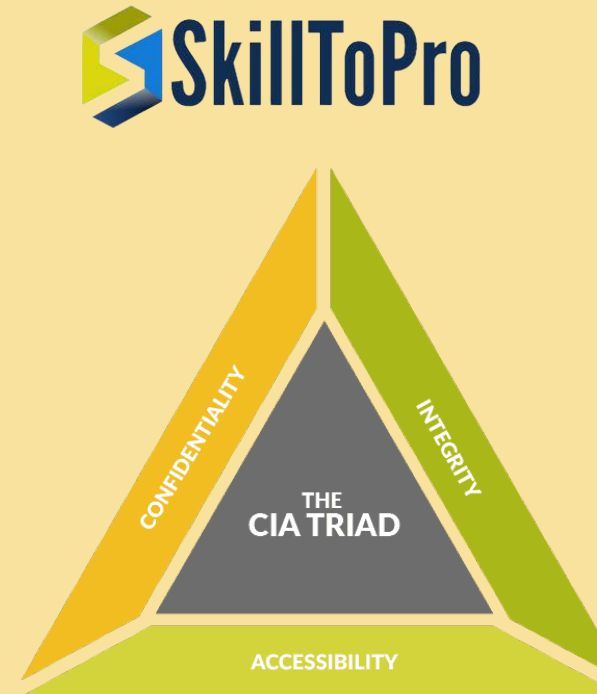 SkillToPro
CONFIDENTIALITY
INTEGRITY
THE
CIA TRIAD
ACCESSIBILITY